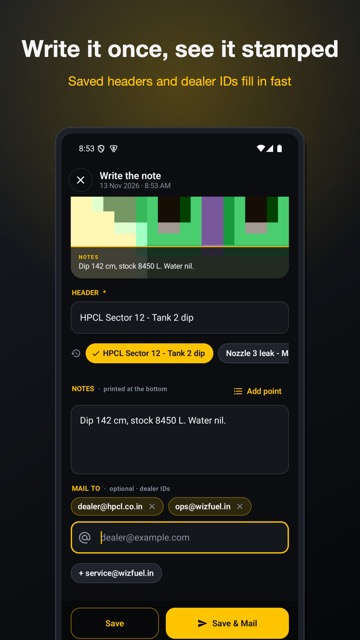 Write it once, see it stamped
Saved headers and dealer IDs fill in fast
8:53
Write the note
13 Nov 2026 · 8:53 AM
NOTES
Dip 142 cm, stock 8450 L. Water nil.
HEADER *
HPCL Sector 12 - Tank 2 dip
HPCL Sector 12 - Tank 2 dip
Nozzle 3 leak - M
NOTES · printed at the bottom
Add point
Dip 142 cm, stock 8450 L. Water nil.
MAIL TO · optional · dealer IDs
dealer@hpcl.co.in
ops@wizfuel.in
dealer@example.com
+ service@wizfuel.in
Save
Save & Mail